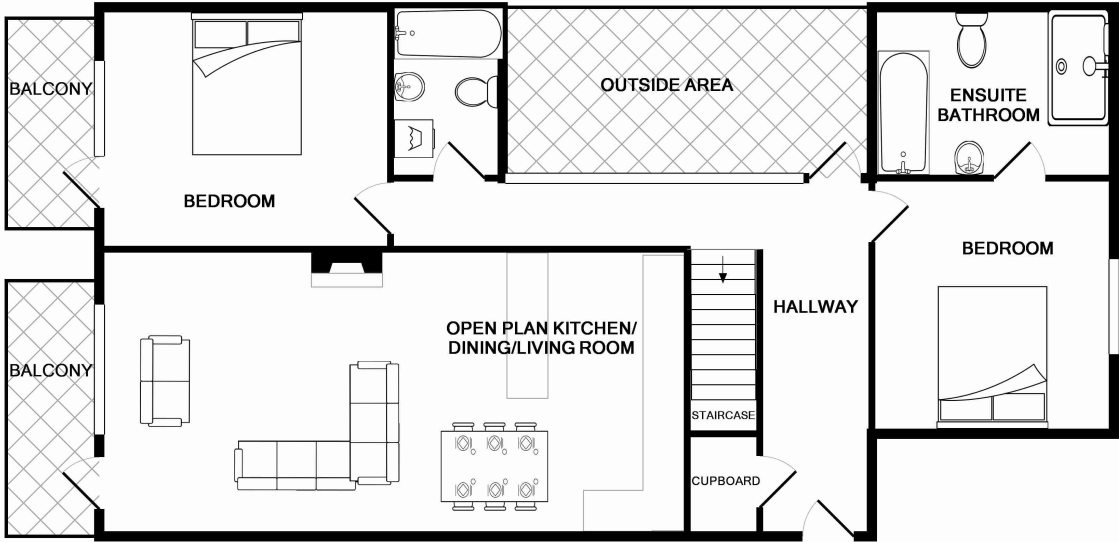 BALCONY
BEDROOM
OUTSIDE AREA
ENSUITE
BATHROOM
BEDROOM
HALLWAY
OPEN PLAN KITCHEN/
DINING/LIVING ROOM
BALCONY
STAIRCASE
CUPBOARD